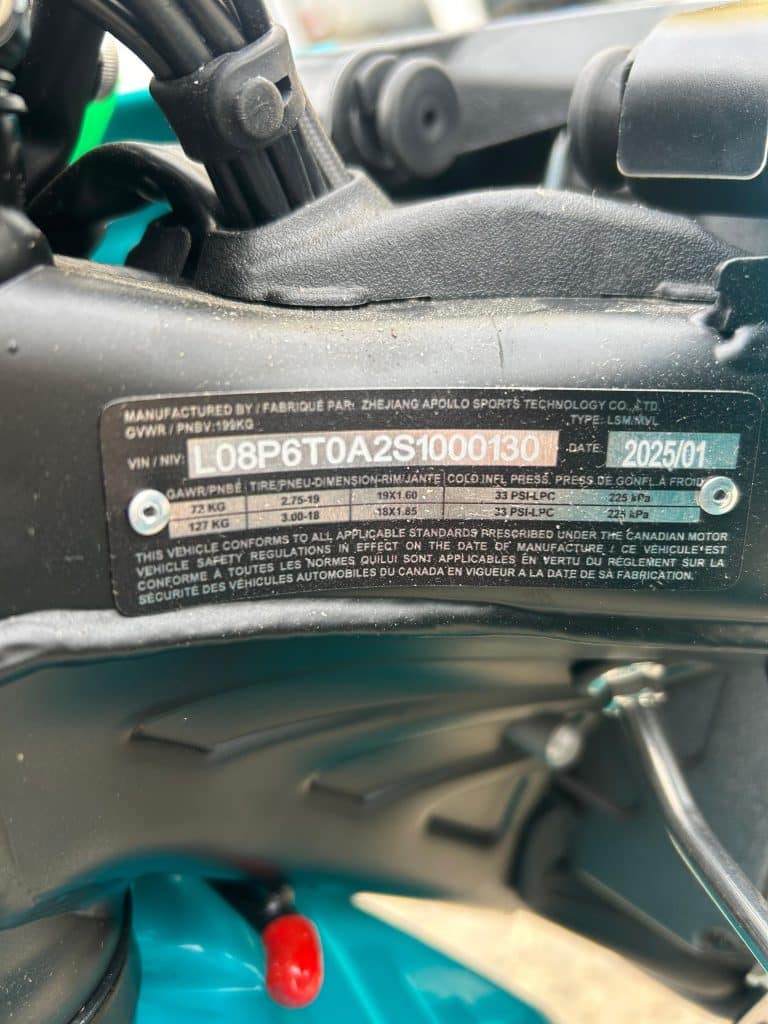 MANUFACTURED BY / FABRIQUÉ PAR: ZHEJIANG APOLLO SPORTS TECHNOLOGY CO., LTD.
GVWR / PNBV:199KG TYPE: LSM/MVL
VIN / NIV: L08P6T0A2S1000130 DATE: 2025/01
GAWR/PNBE TIRE/PNEU-DIMENSION-RIM/JANTE COLD INFL PRESS. PRESS DE GONFL A FROID
72 KG 2.75-19 19X1.60 33 PSI-LPC 225 kPa
127 KG 3.00-18 18X1.85 33 PSI-LPC 225 kPa
THIS VEHICLE CONFORMS TO ALL APPLICABLE STANDARDS PRESCRIBED UNDER THE CANADIAN MOTOR
VEHICLE SAFETY REGULATIONS IN EFFECT ON THE DATE OF MANUFACTURE / CE VÉHICULE EST
CONFORME À TOUTES LES NORMES QUILUI SONT APPLICABLES EN VERTU DU RÉGLEMENT SUR LA
SÉCURITÉ DES VÉHICULES AUTOMOBILES DU CANADA EN VIGUEUR A LA DATE DE SA FABRICATION.